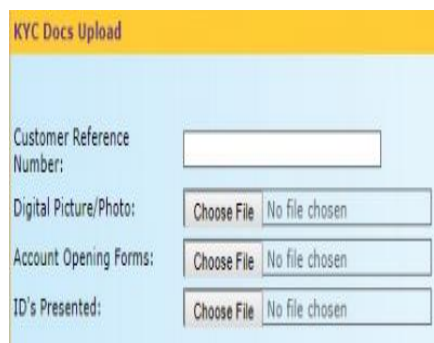 KYC Docs Upload
Customer Reference
Number:
Digital Picture/Photo: Choose File No file chosen
Account Opening Forms: Choose File No file chosen
ID's Presented: Choose File No file chosen